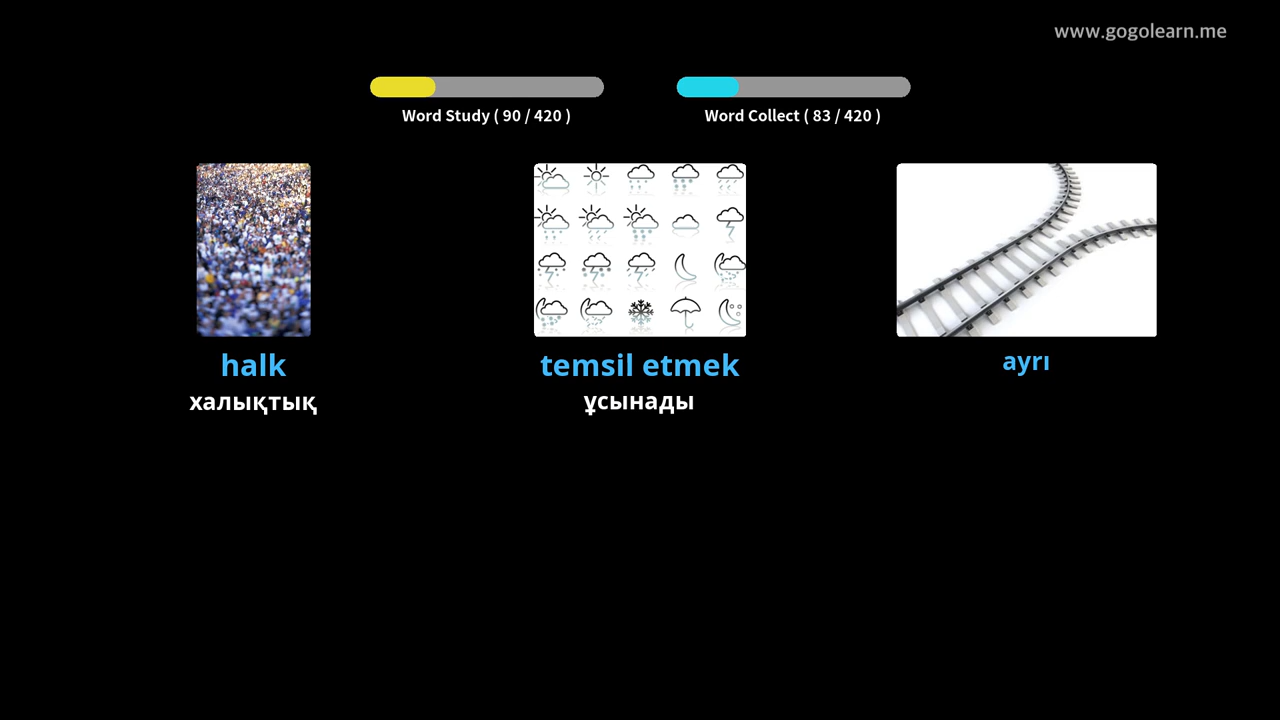 www.gogolearn.me
Word Study ( 90 / 420 )
Word Collect ( 83 / 420 )
halk
халықтық
temsil etmek
ұсынады
ayrı